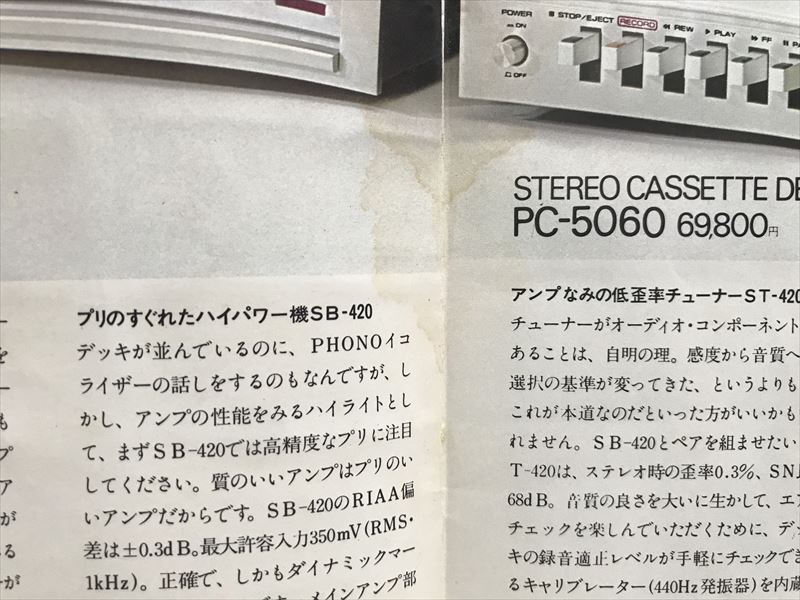 POWER
ON
OFF
STOP/EJECT
RECORD
REW
PLAY
FF
STEREO CASSETTE DE
PC-5060 69,800円
プリのすぐれたハイパワー機SB-420
デッキが並んでいるのに、PHONOイコ
ライザーの話しをするのもなんですが、し
かし、アンプの性能をみるハイライトとし
て、まずSB-420では高精度なプリに注目
してください。質のいいアンプはプリのい
いアンプだからです。SB-420のRIAA偏
差は±0.3dB。最大許容入力350mV(RMS・
1kHz)。正確で、しかもダイナミックマー
メインアンプ部
アンプなみの低歪率チューナーST-420
チューナーがオーディオ・コンポーネント
あることは、自明の理。感度から音質へ
選択の基準が変ってきた、というよりも
これが本道なのだといった方がいいかも
れません。SB-420とペアを組ませたい
T-420は、ステレオ時の歪率0.3%、SN
68dB。音質の良さを大いに生かして、エ
チェックを楽しんでいただくために、デ
キの録音適正レベルが手軽にチェックでき
るキャリブレーター(440Hz発振器)を内蔵